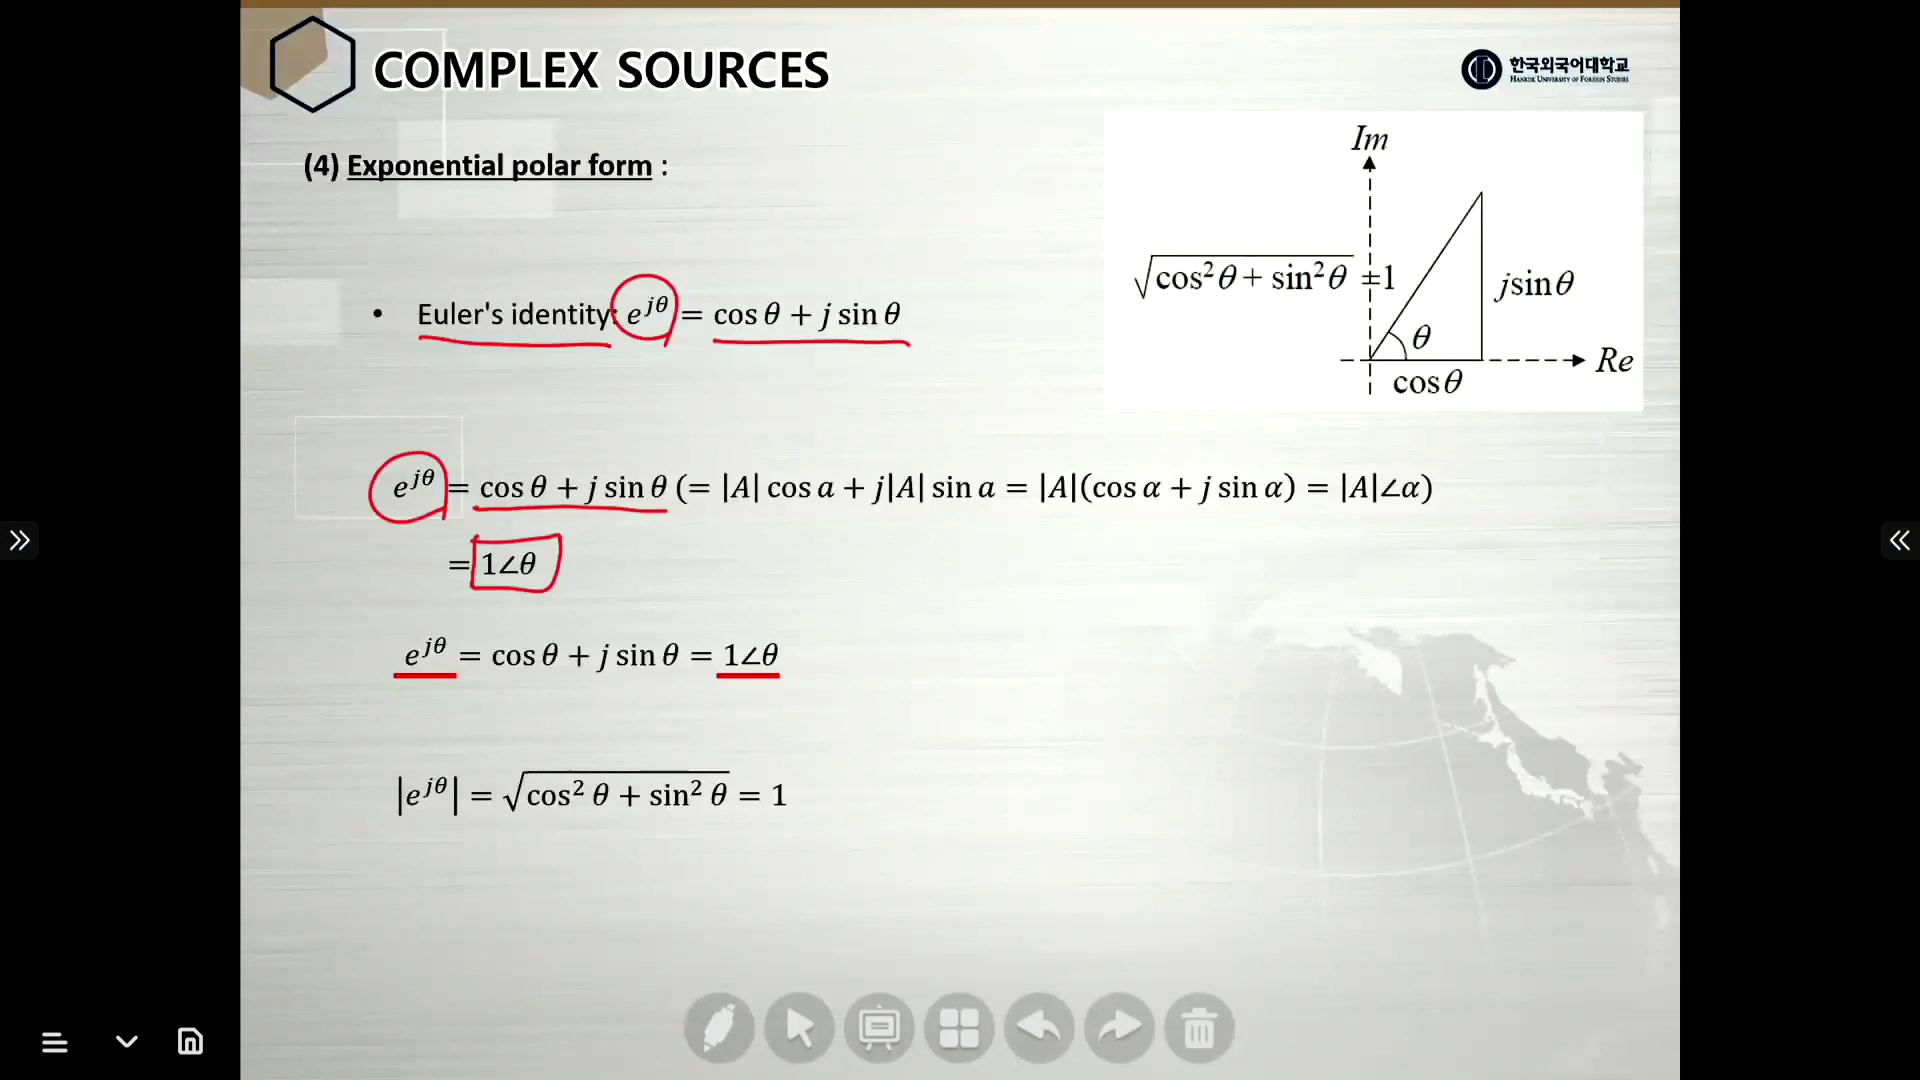 COMPLEX SOURCES
한국외국어대학교
HANKUK UNIVERSITY OF FOREIGN STUDIES
(4) Exponential polar form :
Im
√cos²θ + sin²θ = 1
jsinθ
θ
Re
cosθ
• Euler's identity: e^{jθ} = cos θ + j sin θ
e^{jθ} = cos θ + j sin θ (= |A| cos a + j|A| sin a = |A|(cos α + j sin α) = |A|∠α)
= 1∠θ
e^{jθ} = cos θ + j sin θ = 1∠θ
|e^{jθ}| = √cos² θ + sin² θ = 1